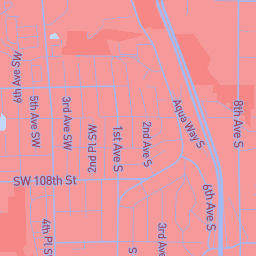 6th Ave SW
5th Ave SW
3rd Ave SW
2nd Pl SW
1st Ave S
2nd Ave S
Aqua Way S
8th Ave S
SW 108th St
6th Ave S
4th Pl S
3rd Ave
S